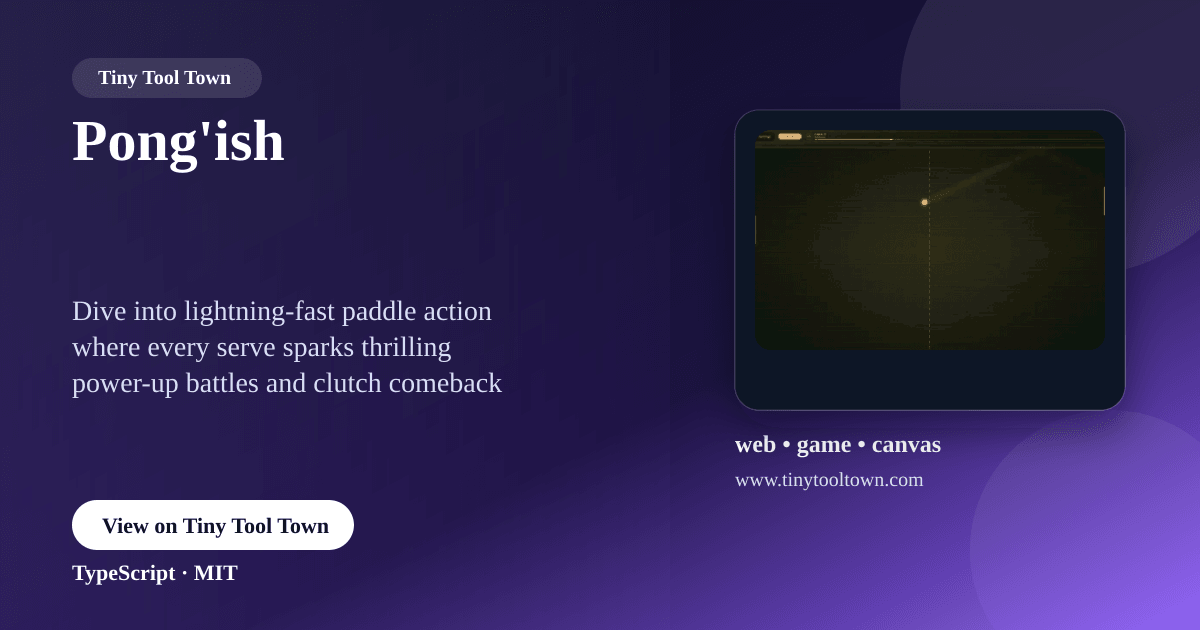 Tiny Tool Town
Pong'ish
Dive into lightning-fast paddle action
where every serve sparks thrilling
power-up battles and clutch comeback
View on Tiny Tool Town
TypeScript · MIT
web • game • canvas
www.tinytooltown.com